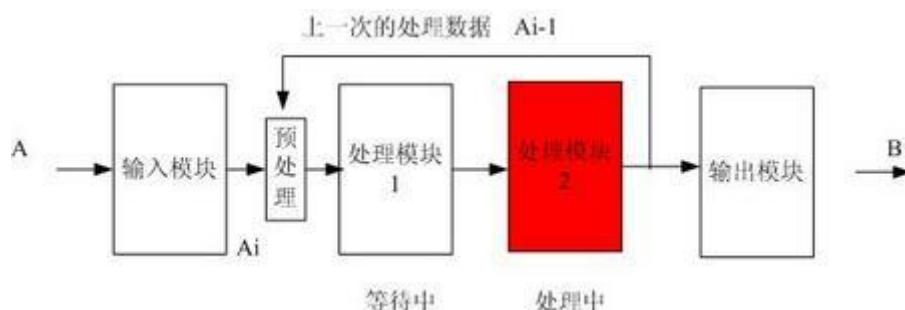 上一次的处理数据 Ai-1
A
输入模块
Ai
预处理
处理模块
1
处理模块
2
输出模块
B
等待中
处理中